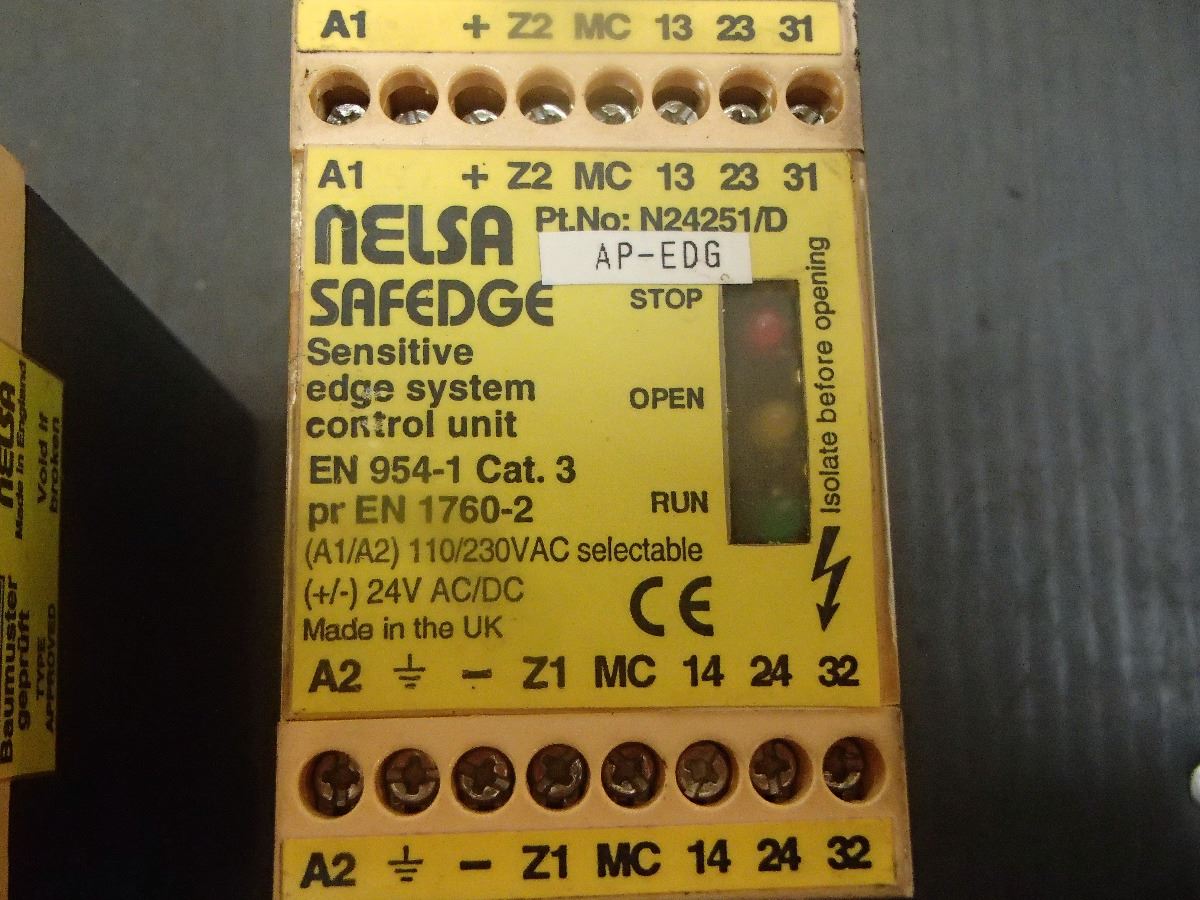 A1 + Z2 MC 13 23 31
A1 + Z2 MC 13 23 31
NELSA Pt.No: N24251/D
AP-EDG
SAFEDGE
STOP
Sensitive
edge system
control unit
OPEN
EN 954-1 Cat. 3
pr EN 1760-2
RUN
(A1/A2) 110/230VAC selectable
(+/-) 24V AC/DC
CE
Made in the UK
Isolate before opening
A2 ⏚ − Z1 MC 14 24 32
A2 ⏚ − Z1 MC 14 24 32
NELSA
Made in England
Void if
broken
Baumuster
geprüft
TYPE
APPROVED